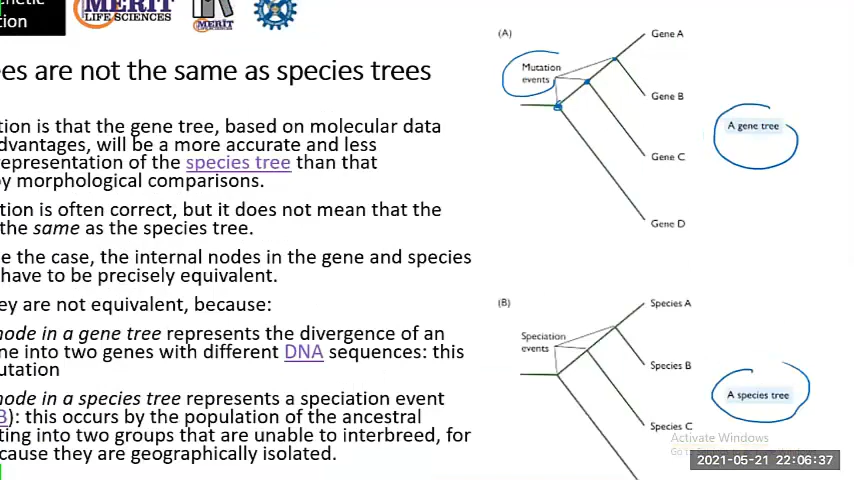 netic
tion
MERIT
LIFE SCIENCES
MERIT
ees are not the same as species trees
tion is that the gene tree, based on molecular data
dvantages, will be a more accurate and less
epresentation of the species tree than that
y morphological comparisons.
tion is often correct, but it does not mean that the
the same as the species tree.
e the case, the internal nodes in the gene and species
have to be precisely equivalent.
ey are not equivalent, because:
node in a gene tree represents the divergence of an
ne into two genes with different DNA sequences: this
utation
node in a species tree represents a speciation event
B): this occurs by the population of the ancestral
ting into two groups that are unable to interbreed, for
cause they are geographically isolated.
(A)
Mutation
events
Gene A
Gene B
Gene C
Gene D
A gene tree
(B)
Speciation
events
Species A
Species B
Species C
A species tree
Activate Windows
2021-05-21 22:06:37